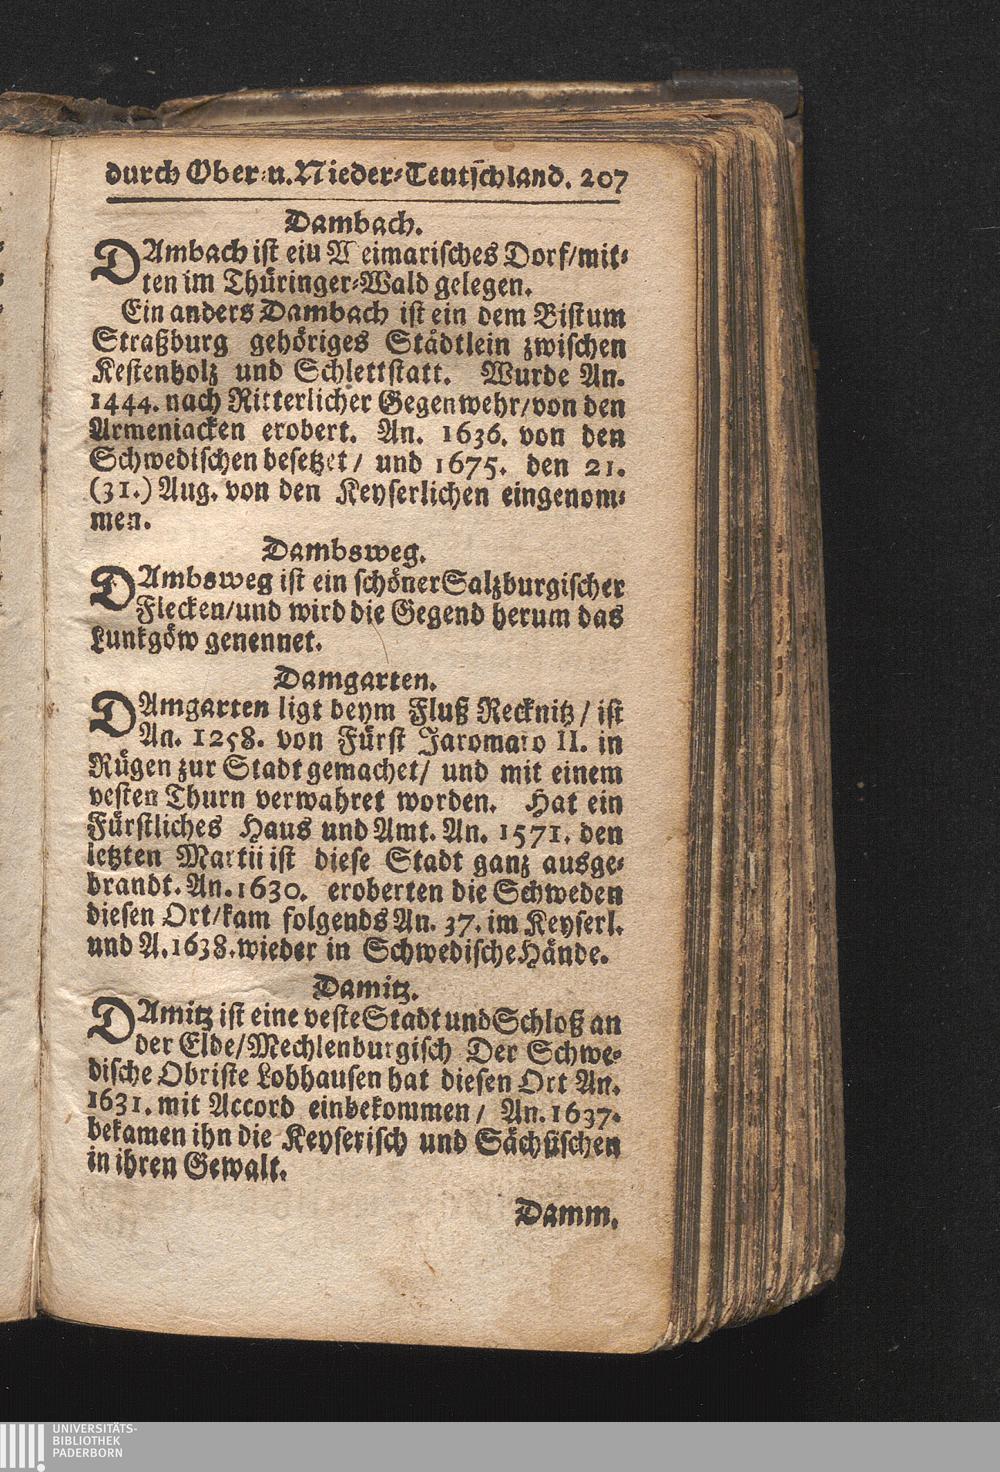 durch Ober⸗u.Nieder⸗Teutschland. 207
Dambach.
DAmbach ist eiu Weimarisches Dorf/mit⸗
ten im Thüringer⸗Wald gelegen.
Ein anders Dambach ist ein dem Bistum
Straßburg gehöriges Städtlein zwischen
Kestenholz und Schlettstatt. Wurde An.
1444. nach Ritterlicher Gegenwehr/von den
Armeniacken erobert. An. 1636. von den
Schwedischen besetzet/ und 1675. den 21.
(31.) Aug. von den Keyserlichen eingenom⸗
men.
Dambsweg.
DAmbsweg ist ein schöner Salzburgischer
Flecken/und wird die Gegend herum das
Lunkgöw genennet.
Damgarten.
DAmgarten ligt beym Fluß Recknitz/ ist
An. 1258. von Fürst Jaromaro II. in
Rügen zur Stadt gemachet/ und mit einem
vesten Thurn verwahret worden. Hat ein
Fürstliches Haus und Amt. An. 1571. den
letzten Martii ist diese Stadt ganz ausge⸗
brandt. An. 1630. eroberten die Schweden
diesen Ort/kam folgends An. 37. im Keyserl.
und A. 1638. wieder in Schwedische Hände.
Damitz.
DAmitz ist eine veste Stadt und Schloß an
der Elde/Mechlenburgisch Der Schwe⸗
dische Obriste Lohhausen hat diesen Ort An.
1631. mit Accord einbekommen/ An. 1637.
bekamen ihn die Keyserisch und Sächsischen
in ihren Gewalt.
Damm.
UNIVERSITÄTS-
BIBLIOTHEK
PADERBORN